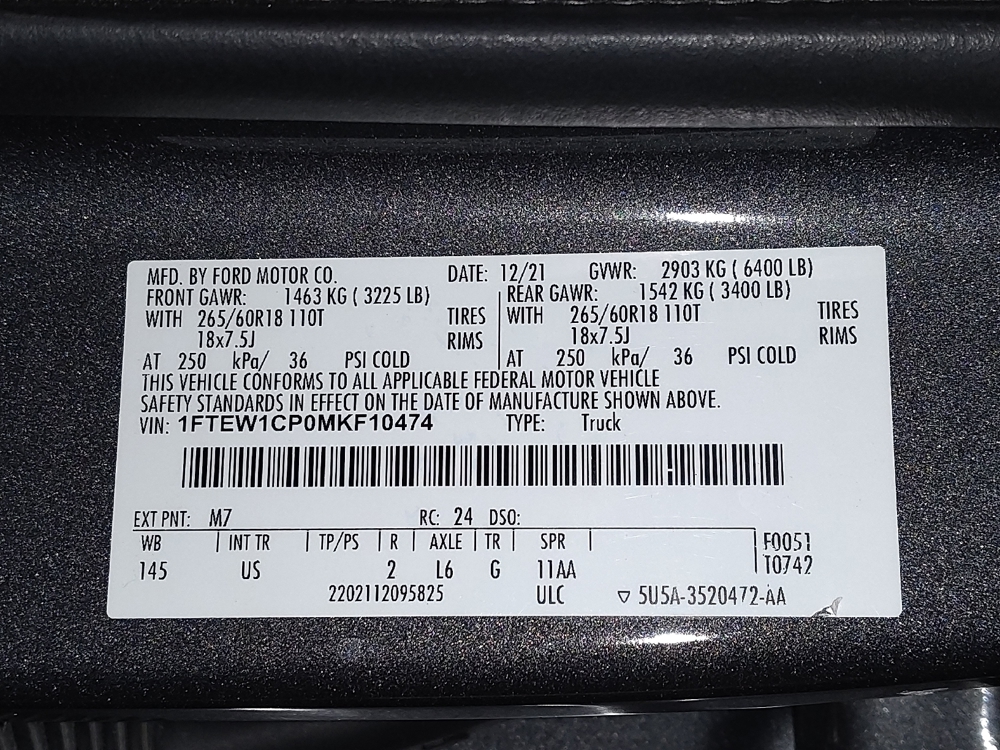 MFD. BY FORD MOTOR CO. DATE: 12/21 GVWR: 2903 KG ( 6400 LB)
FRONT GAWR: 1463 KG ( 3225 LB) REAR GAWR: 1542 KG ( 3400 LB)
WITH 265/60R18 110T TIRES WITH 265/60R18 110T TIRES
18x7.5J RIMS 18x7.5J RIMS
AT 250 kPa/ 36 PSI COLD AT 250 kPa/ 36 PSI COLD
THIS VEHICLE CONFORMS TO ALL APPLICABLE FEDERAL MOTOR VEHICLE
SAFETY STANDARDS IN EFFECT ON THE DATE OF MANUFACTURE SHOWN ABOVE.
VIN: 1FTEW1CP0MKF10474 TYPE: Truck
EXT PNT: M7 RC: 24 DSO:
WB | INT TR | TP/PS | R | AXLE | TR | SPR | F0051
145 US 2 L6 G 11AA T0742
2202112095825 ULC ▽ 5U5A-3520472-AA